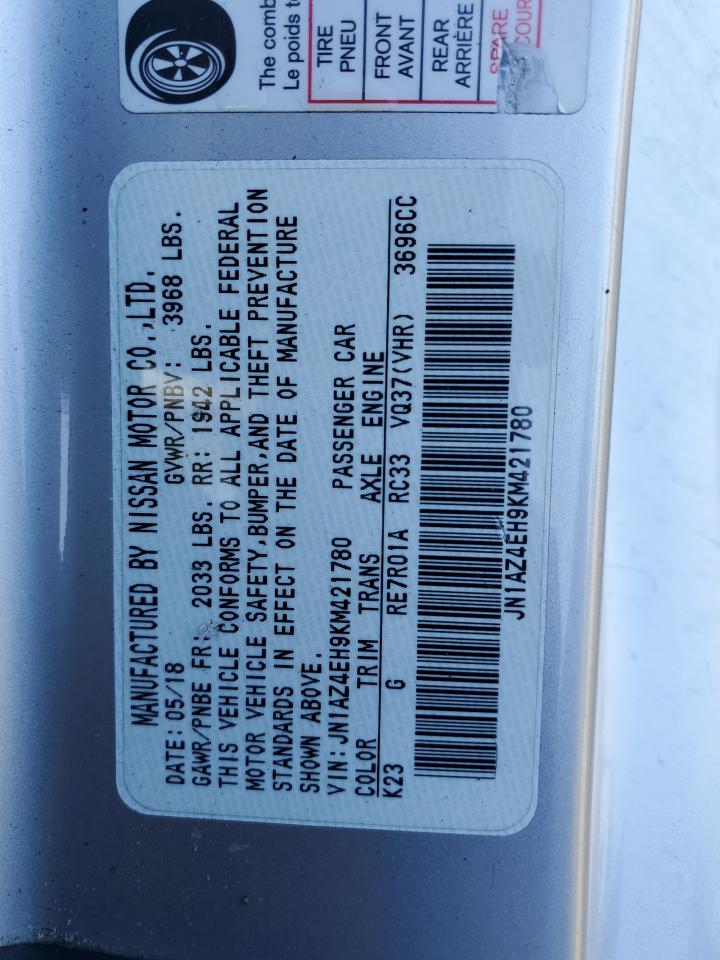 The comb
Le poids to
TIRE
PNEU
FRONT
AVANT
REAR
ARRIÈRE
SPARE
MANUFACTURED BY NISSAN MOTOR CO.,LTD.
DATE: 05/18 GVWR/PNBV: 3968 LBS.
GAWR/PNBE FR: 2033 LBS. RR: 1942 LBS.
THIS VEHICLE CONFORMS TO ALL APPLICABLE FEDERAL
MOTOR VEHICLE SAFETY,BUMPER,AND THEFT PREVENTION
STANDARDS IN EFFECT ON THE DATE OF MANUFACTURE
SHOWN ABOVE.
VIN: JN1AZ4EH9KM421780 PASSENGER CAR
COLOR TRIM TRANS AXLE ENGINE
K23 G RE7R01A RC33 VQ37(VHR) 3696CC
JN1AZ4EH9KM421780